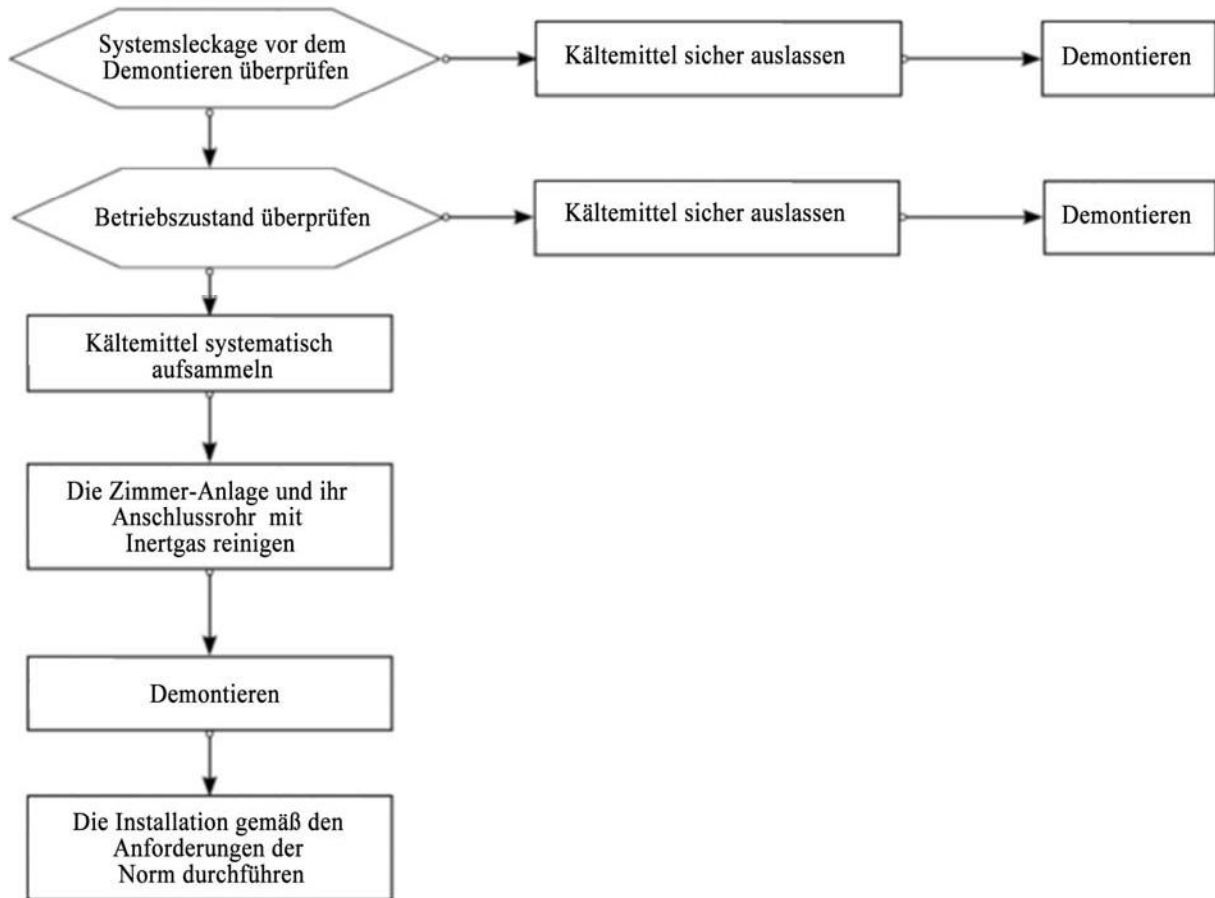 Systemsleckage vor dem
Demontieren überprüfen
Kältemittel sicher auslassen
Demontieren
Betriebszustand überprüfen
Kältemittel sicher auslassen
Demontieren
Kältemittel systematisch
aufsammeln
Die Zimmer-Anlage und ihr
Anschlussrohr mit
Inertgas reinigen
Demontieren
Die Installation gemäß den
Anforderungen der
Norm durchführen